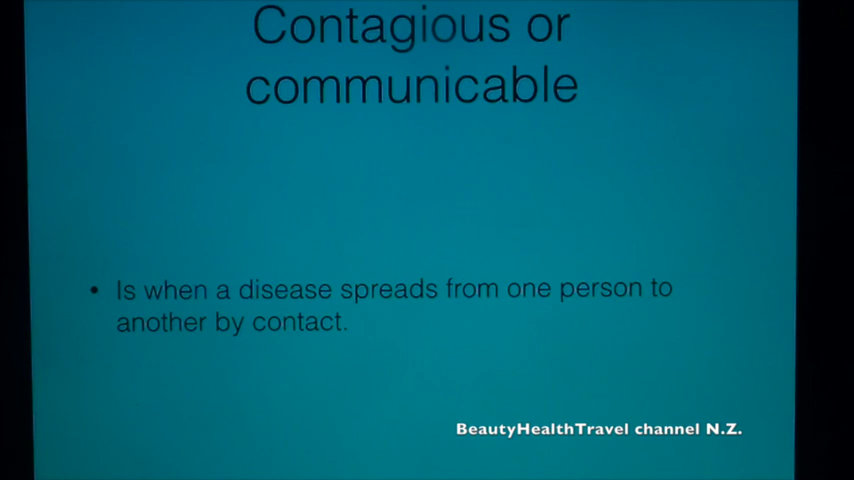 Contagious or
communicable
• Is when a disease spreads from one person to
another by contact.
BeautyHealthTravel channel N.Z.